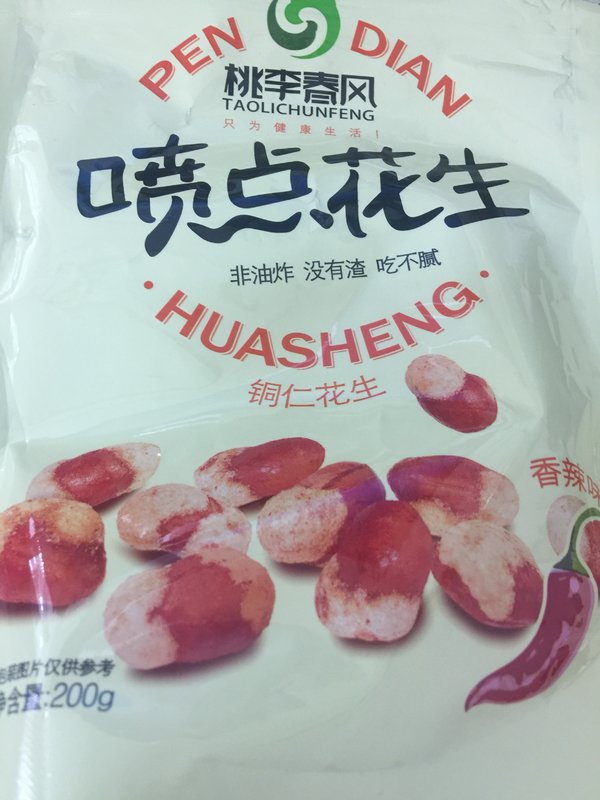 PEN DIAN
桃李春风
TAOLICHUNFENG
只为健康生活！
喷点花生
非油炸 没有渣 吃不腻
·HUASHENG·
铜仁花生
香辣味
图片仅供参考
净含量:200g